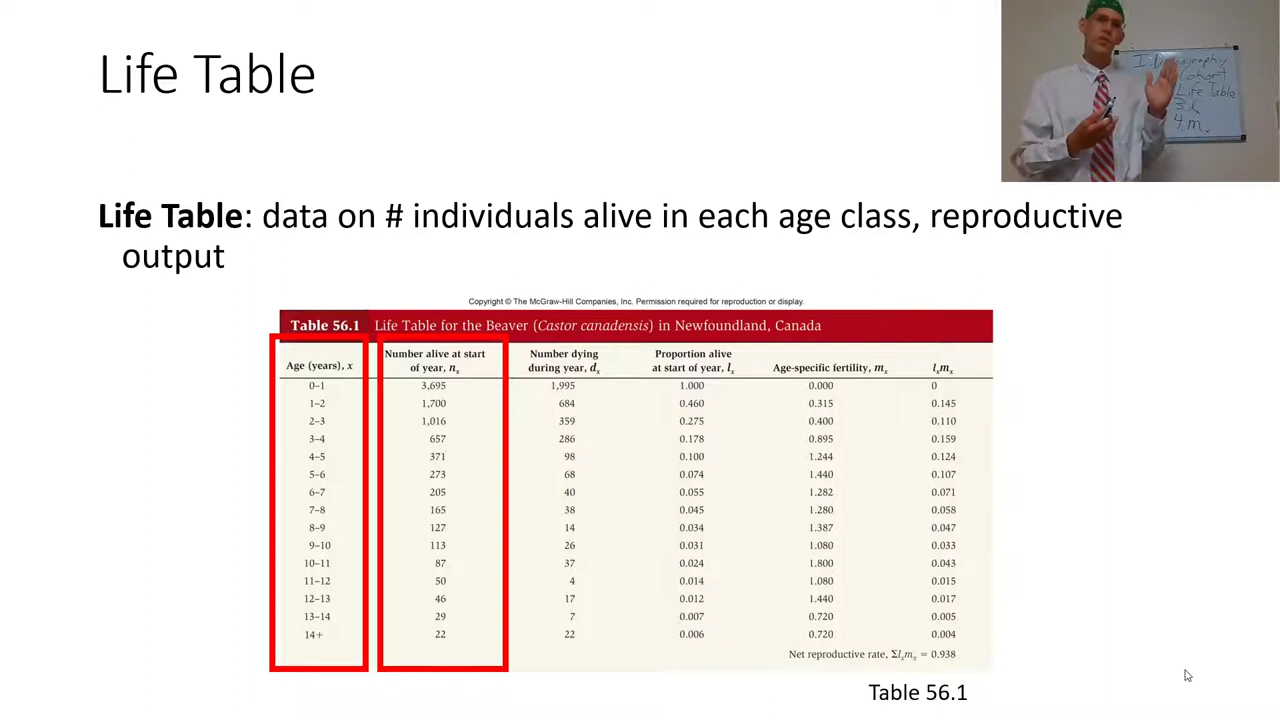 Life Table
I. Demography
Cohort
Life Table
3. l
4. mx
Life Table: data on # individuals alive in each age class, reproductive
output
Copyright © The McGraw-Hill Companies, Inc. Permission required for reproduction or display.
Table 56.1 Life Table for the Beaver (Castor canadensis) in Newfoundland, Canada
Age (years), x Number alive at start of year, nx Number dying during year, dx Proportion alive at start of year, lx Age-specific fertility, mx lxmx
0–1 3,695 1,995 1.000 0.000 0
1–2 1,700 684 0.460 0.315 0.145
2–3 1,016 359 0.275 0.400 0.110
3–4 657 286 0.178 0.895 0.159
4–5 371 98 0.100 1.244 0.124
5–6 273 68 0.074 1.440 0.107
6–7 205 40 0.055 1.282 0.071
7–8 165 38 0.045 1.280 0.058
8–9 127 14 0.034 1.387 0.047
9–10 113 26 0.031 1.080 0.033
10–11 87 37 0.024 1.800 0.043
11–12 50 4 0.014 1.080 0.015
12–13 46 17 0.012 1.440 0.017
13–14 29 7 0.007 0.720 0.005
14+ 22 22 0.006 0.720 0.004
Net reproductive rate, Σlxmx = 0.938
Table 56.1